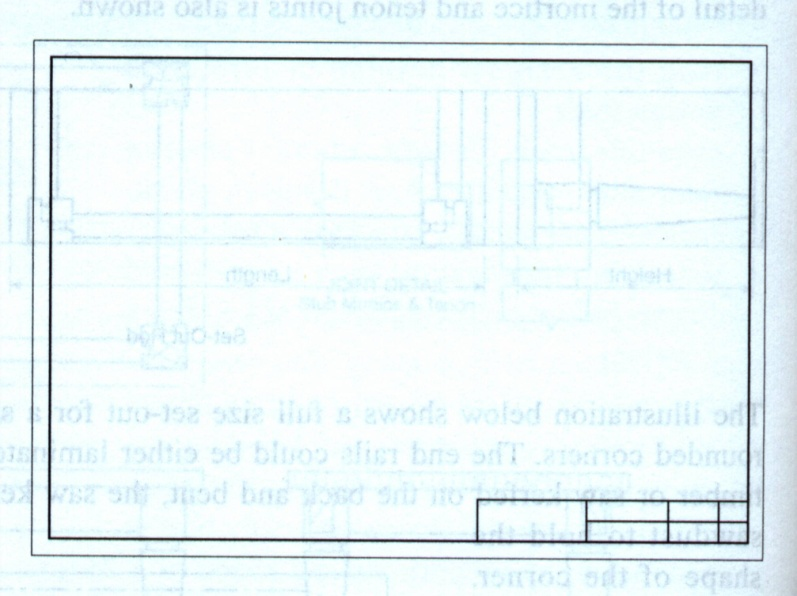 detail of the mortice and tenon joints is also shown.
Length
Height
JOINT DETAIL
Stub Mortice & Tenon
Set-Out Rod
The illustration below shows a full size set-out for a
rounded corners. The end rails could be either
timber or saw kerfed on the back and bent, the saw
sawdust to hold the
shape of the corner.